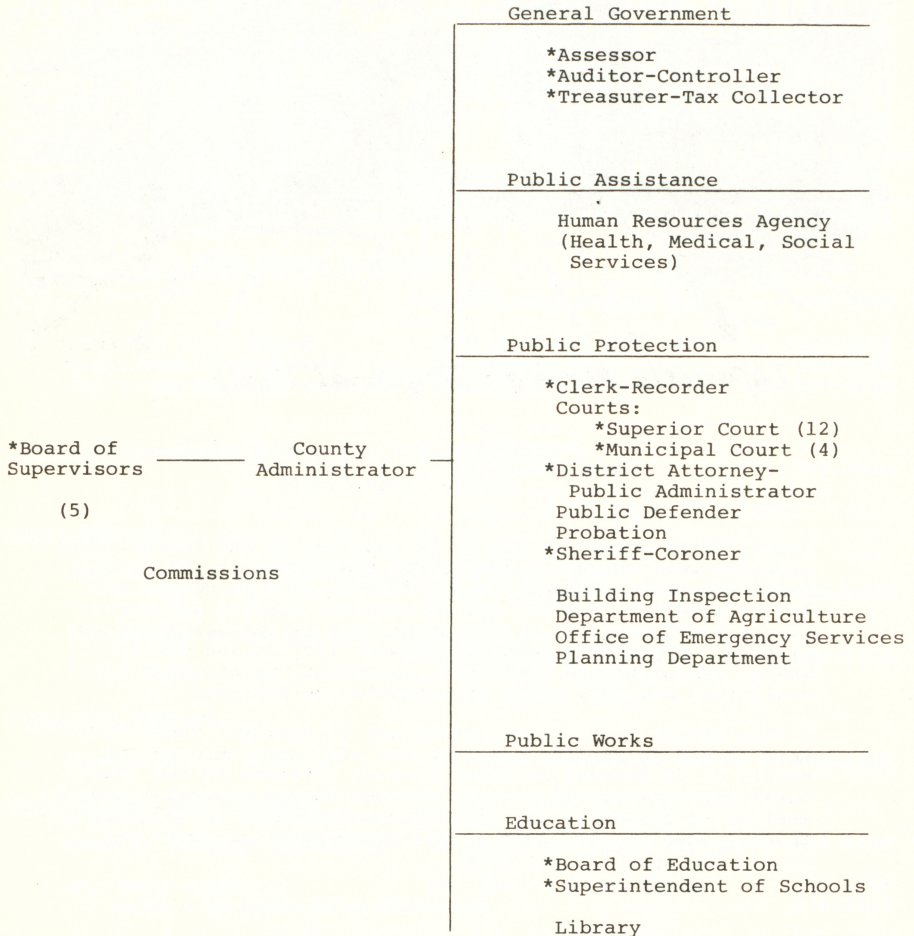 *Board of
Supervisors
(5)
County
Administrator
Commissions
General Government
*Assessor
*Auditor-Controller
*Treasurer-Tax Collector
Public Assistance
Human Resources Agency
(Health, Medical, Social
Services)
Public Protection
*Clerk-Recorder
Courts:
*Superior Court (12)
*Municipal Court (4)
*District Attorney-
Public Administrator
Public Defender
Probation
*Sheriff-Coroner
Building Inspection
Department of Agriculture
Office of Emergency Services
Planning Department
Public Works
Education
*Board of Education
*Superintendent of Schools
Library